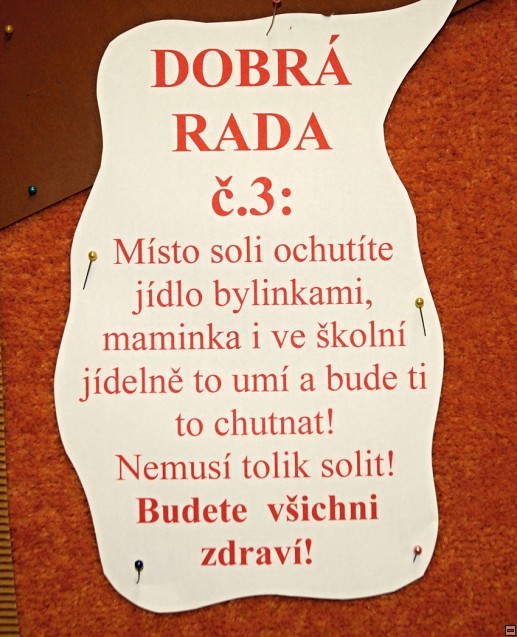 DOBRÁ
RADA
č.3:
Místo soli ochutíte
jídlo bylinkami,
maminka i ve školní
jídelně to umí a bude ti
to chutnat!
Nemusí tolik solit!
Budete všichni
zdraví!